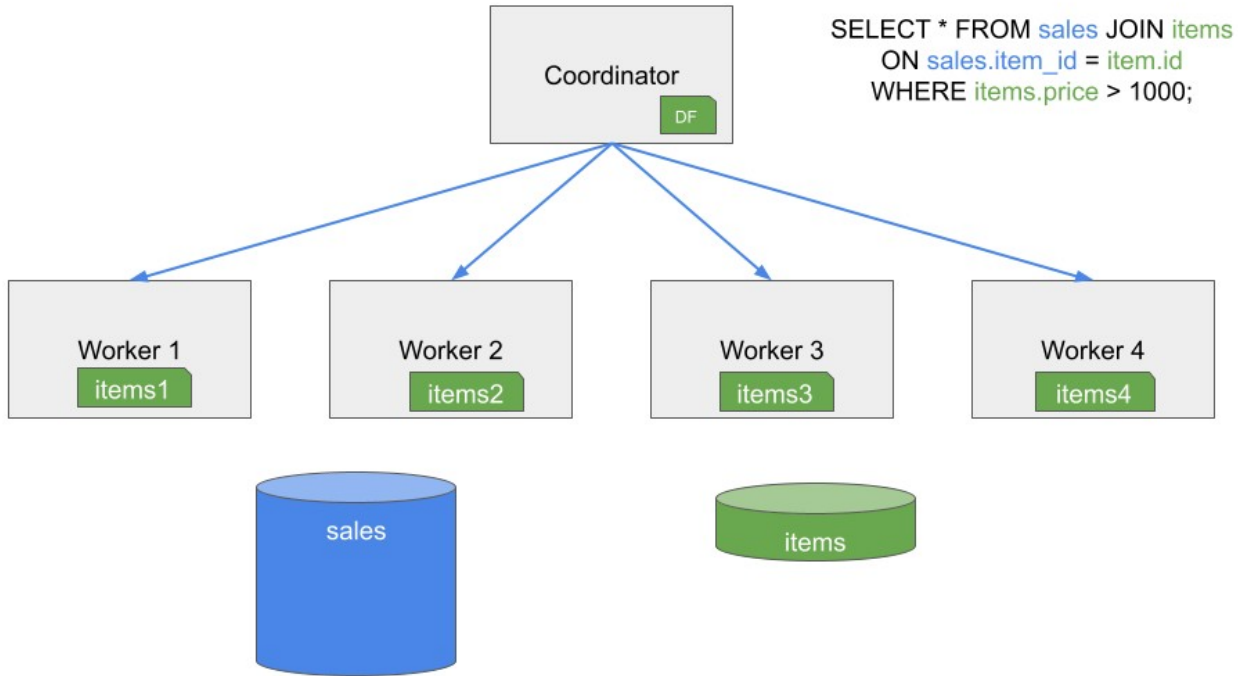 SELECT * FROM sales JOIN items
ON sales.item_id = item.id
WHERE items.price > 1000;
Coordinator
DF
Worker 1
items1
Worker 2
items2
Worker 3
items3
Worker 4
items4
sales
items